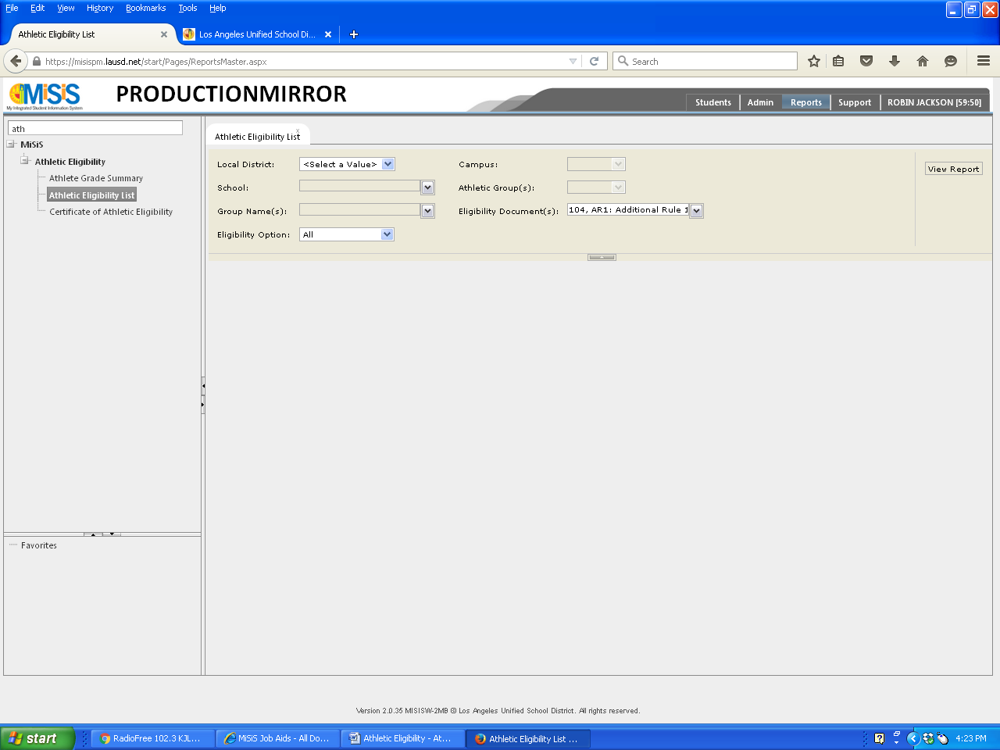 File Edit View History Bookmarks Tools Help
Athletic Eligibility List
Los Angeles Unified School Di...
https://misispm.lausd.net/start/Pages/ReportsMaster.aspx
Search
MiSiS
My Integrated Student Information System
PRODUCTIONMIRROR
Students Admin Reports Support ROBIN JACKSON [59:50]
ath
MiSiS
Athletic Eligibility
Athlete Grade Summary
Athletic Eligibility List
Certificate of Athletic Eligibility
Favorites
Athletic Eligibility List x
Local District: <Select a Value> Campus:
View Report
School: Athletic Group(s):
Group Name(s): Eligibility Document(s): 104, AR1: Additional Rule 1
Eligibility Option: All
Version 2.0.35 MISISW-2MB © Los Angeles Unified School District. All rights reserved.
start RadioFree 102.3 KJL... MiSiS Job Aids - All Do... Athletic Eligibility - At... Athletic Eligibility List ... 4:23 PM